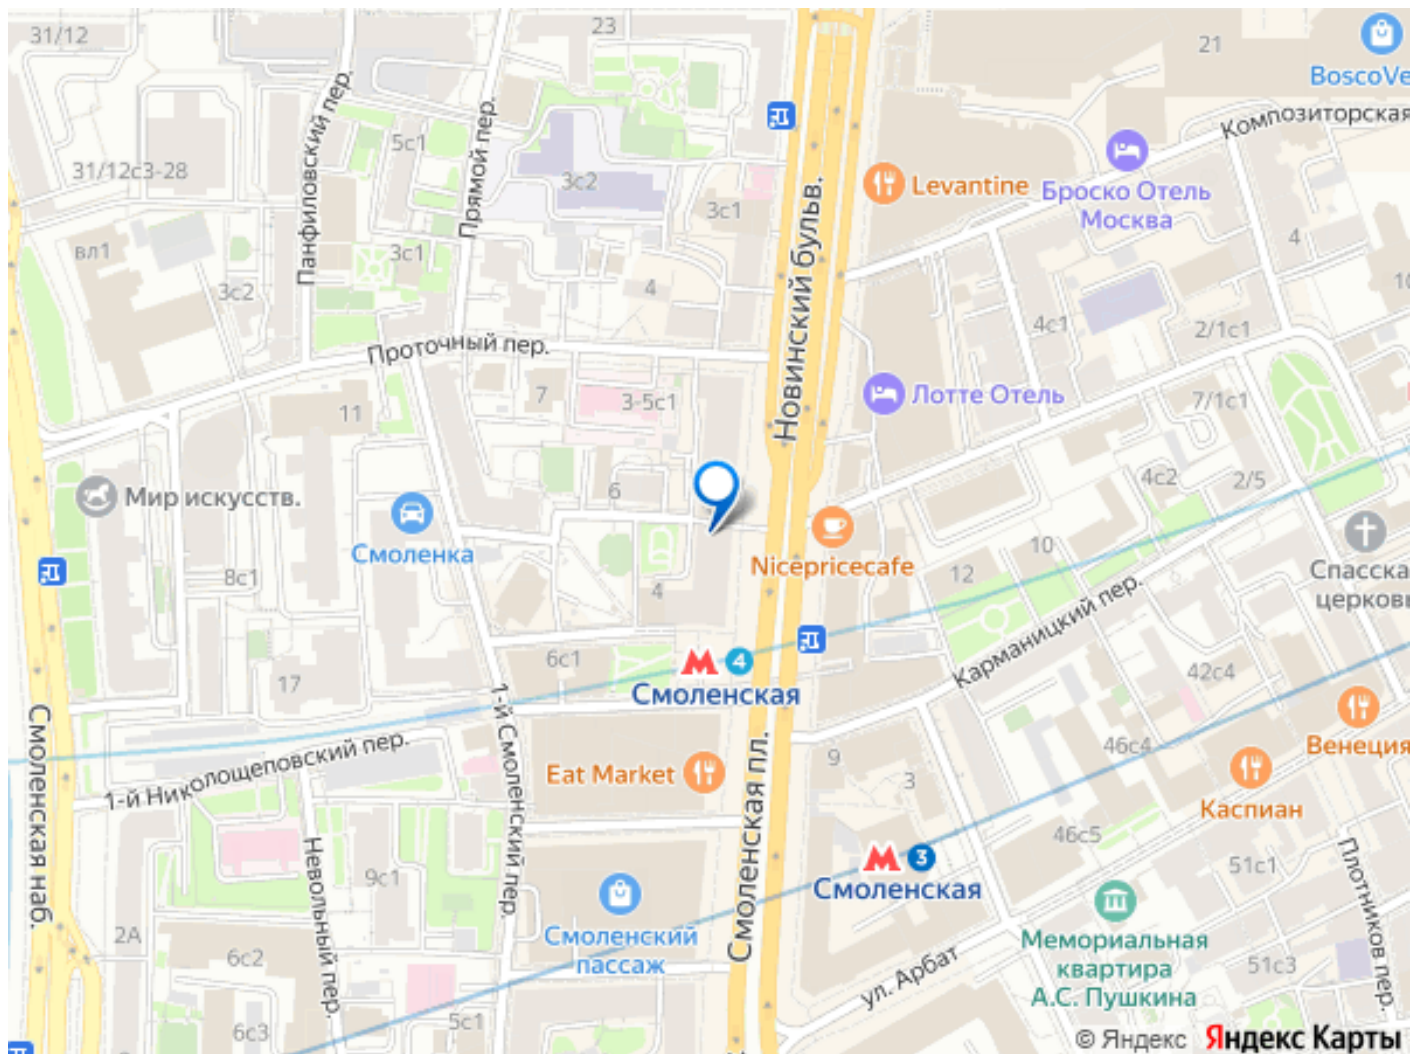 31/12
23
21
BoscoVe
Панфиловский пер.
Прямой пер.
5с1
Композиторская
31/12с3-28
3с2
3с1
Levantine
Броско Отель
Москва
Новинский бульв.
вл1
3с1
3с2
4
4
10
4с1
2/1с1
Проточный пер.
7
3-5с1
Лотте Отель
7/1с1
11
Мир искусств.
6
4с2
2/5
Смоленка
Nicepricecafe
10
12
Спасска
церковь
8с1
4
Карманицкий пер.
6с1
4
Смоленская
42с4
17
1-й Смоленский пер.
Смоленская наб.
1-й Николощеповский пер.
46с4
Венеция
Eat Market
9
3
Каспиан
Смоленская пл.
46с5
3
Смоленская
51с1
Плотников пер.
Невольный пер.
9с1
Смоленский
пассаж
2А
6с2
ул. Арбат
Мемориальная
квартира
А.С. Пушкина
51с3
6с3
5с1
© Яндекс Яндекс Карты